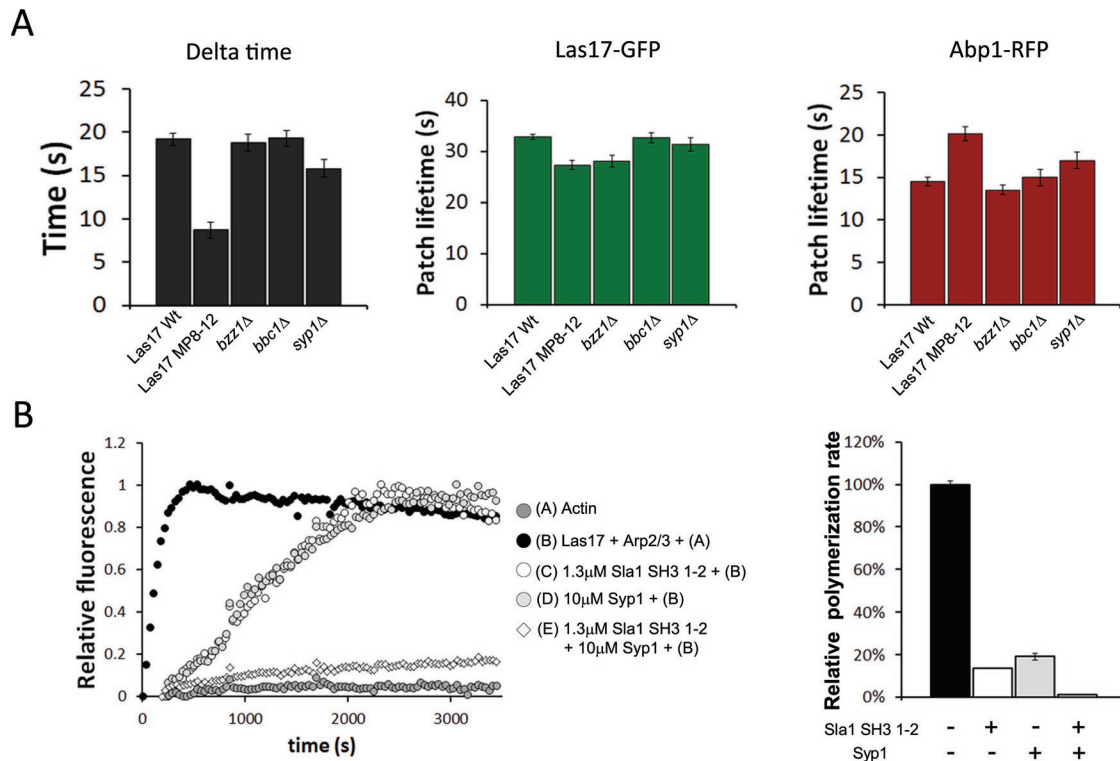 A
Delta time
Time (s)
25
20
15
10
5
0
Las17 Wt
Las17 MP8-12
bzz1Δ
bbc1Δ
syp1Δ
Las17-GFP
Patch lifetime (s)
40
30
20
10
0
Las17 Wt
Las17 MP8-12
bzz1Δ
bbc1Δ
syp1Δ
Abp1-RFP
Patch lifetime (s)
25
20
15
10
5
0
Las17 Wt
Las17 MP8-12
bzz1Δ
bbc1Δ
syp1Δ
B
Relative fluorescence
1.2
1
0.8
0.6
0.4
0.2
0
0
1000
2000
3000
time (s)
(A) Actin
(B) Las17 + Arp2/3 + (A)
(C) 1.3μM Sla1 SH3 1-2 + (B)
(D) 10μM Syp1 + (B)
(E) 1.3μM Sla1 SH3 1-2
+ 10μM Syp1 + (B)
Relative polymerization rate
120%
100%
80%
60%
40%
20%
0%
Sla1 SH3 1-2 - + - +
Syp1 - - + +